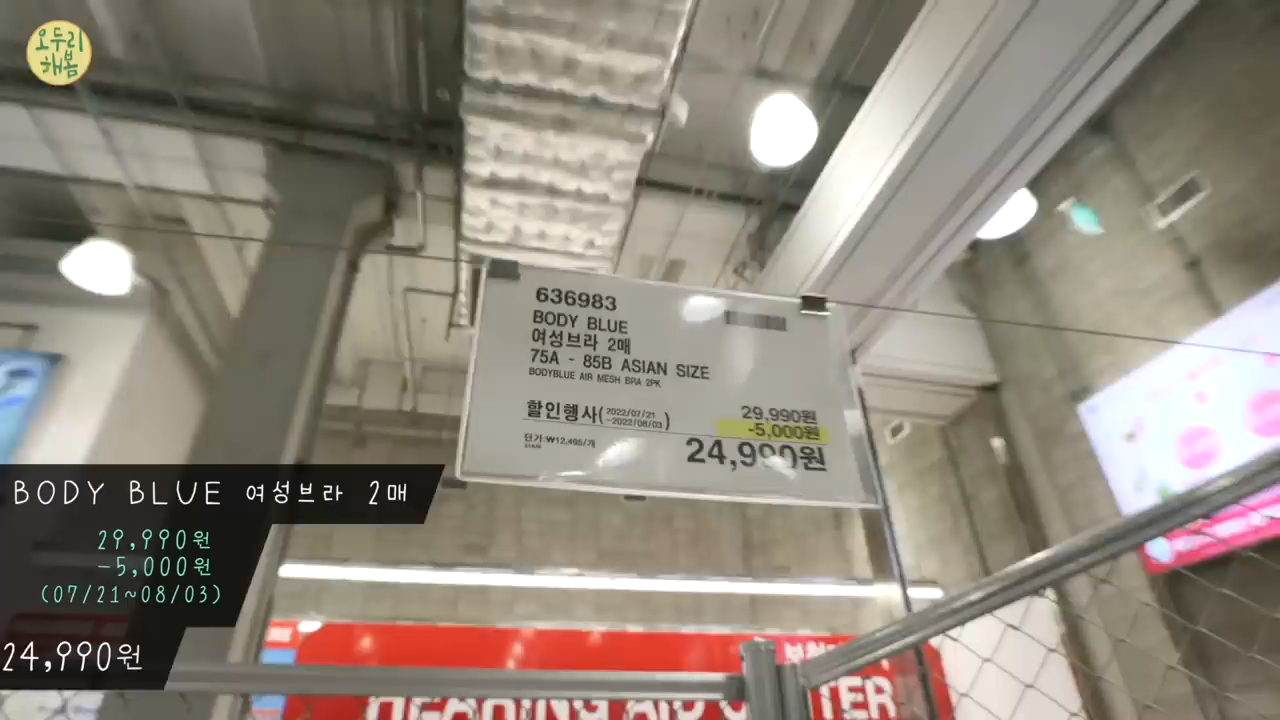 오두리
해봄
636983
BODY BLUE
여성브라 2매
75A - 85B ASIAN SIZE
BODYBLUE AIR MESH BRA 2PK
할인행사(2022/07/21 ~2022/08/03)
29,990원
-5,000원
단가:₩12,495/개
24,990원
BODY BLUE 여성브라 2매
29,990원
-5,000원
(07/21~08/03)
24,990원
HEARING AID